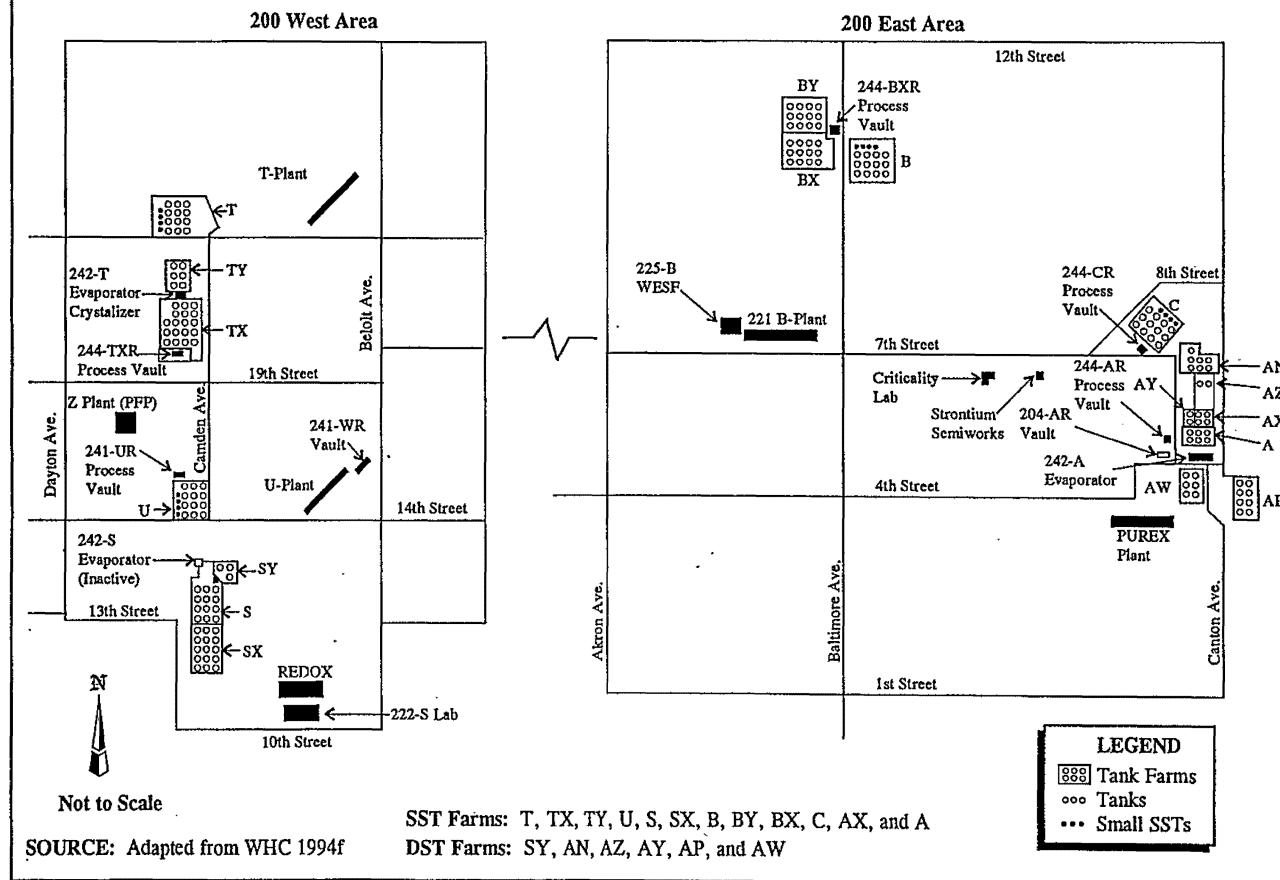 200 West Area
T-Plant
T
TY
242-T
Evaporator
Crystalizer
TX
244-TXR
Process Vault
19th Street
Belolt Ave.
Z Plant (PFP)
Camden Ave.
Dayton Ave.
241-WR
Vault
241-UR
Process
Vault
U-Plant
U
14th Street
242-S
Evaporator
(Inactive)
SY
13th Street
S
SX
REDOX
222-S Lab
10th Street
N
Not to Scale
200 East Area
12th Street
BY
244-BXR
Process
Vault
B
BX
225-B
WESF
221 B-Plant
244-CR
Process
Vault
8th Street
C
7th Street
Criticality
Lab
Strontium
Semiworks
244-AR
Process
Vault
AY
204-AR
Vault
242-A
Evaporator
AN
AZ
AX
A
4th Street
AW
PUREX
Plant
Akron Ave.
Baltimore Ave.
Canton Ave.
1st Street
LEGEND
Tank Farms
Tanks
Small SSTs
SST Farms: T, TX, TY, U, S, SX, B, BY, BX, C, AX, and A
SOURCE: Adapted from WHC 1994f
DST Farms: SY, AN, AZ, AY, AP, and AW